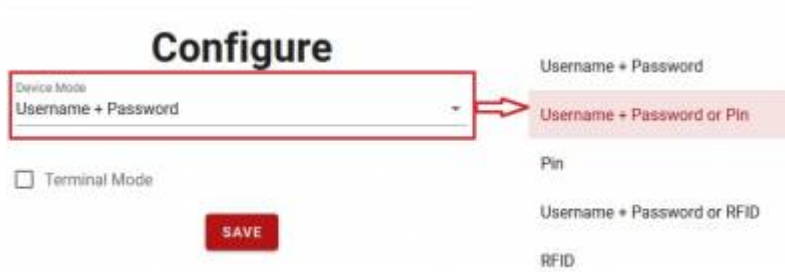 Configure
Device Mode
Username + Password
Terminal Mode
SAVE
Username + Password
Username + Password or Pin
Pin
Username + Password or RFID
RFID